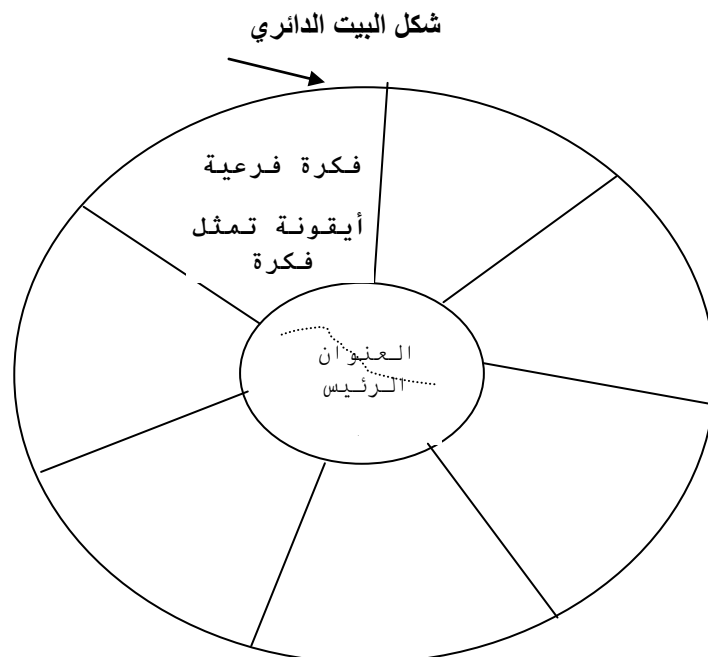 شكل البيت الدائري
فكرة فرعية
أيقونة تمثل
فكرة
العنوان
الرئيس